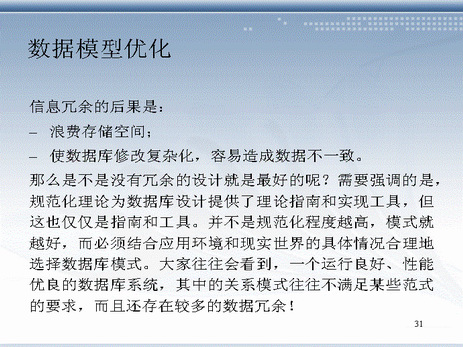 数据模型优化
信息冗余的后果是：
– 浪费存储空间；
– 使数据库修改复杂化，容易造成数据不一致。
那么是不是没有冗余的设计就是最好的呢？需要强调的是，
规范化理论为数据库设计提供了理论指南和实现工具，但
这也仅仅是指南和工具。并不是规范化程度越高，模式就
越好，而必须结合应用环境和现实世界的具体情况合理地
选择数据库模式。大家往往会看到，一个运行良好、性能
优良的数据库系统，其中的关系模式往往不满足某些范式
的要求，而且还存在较多的数据冗余！
31